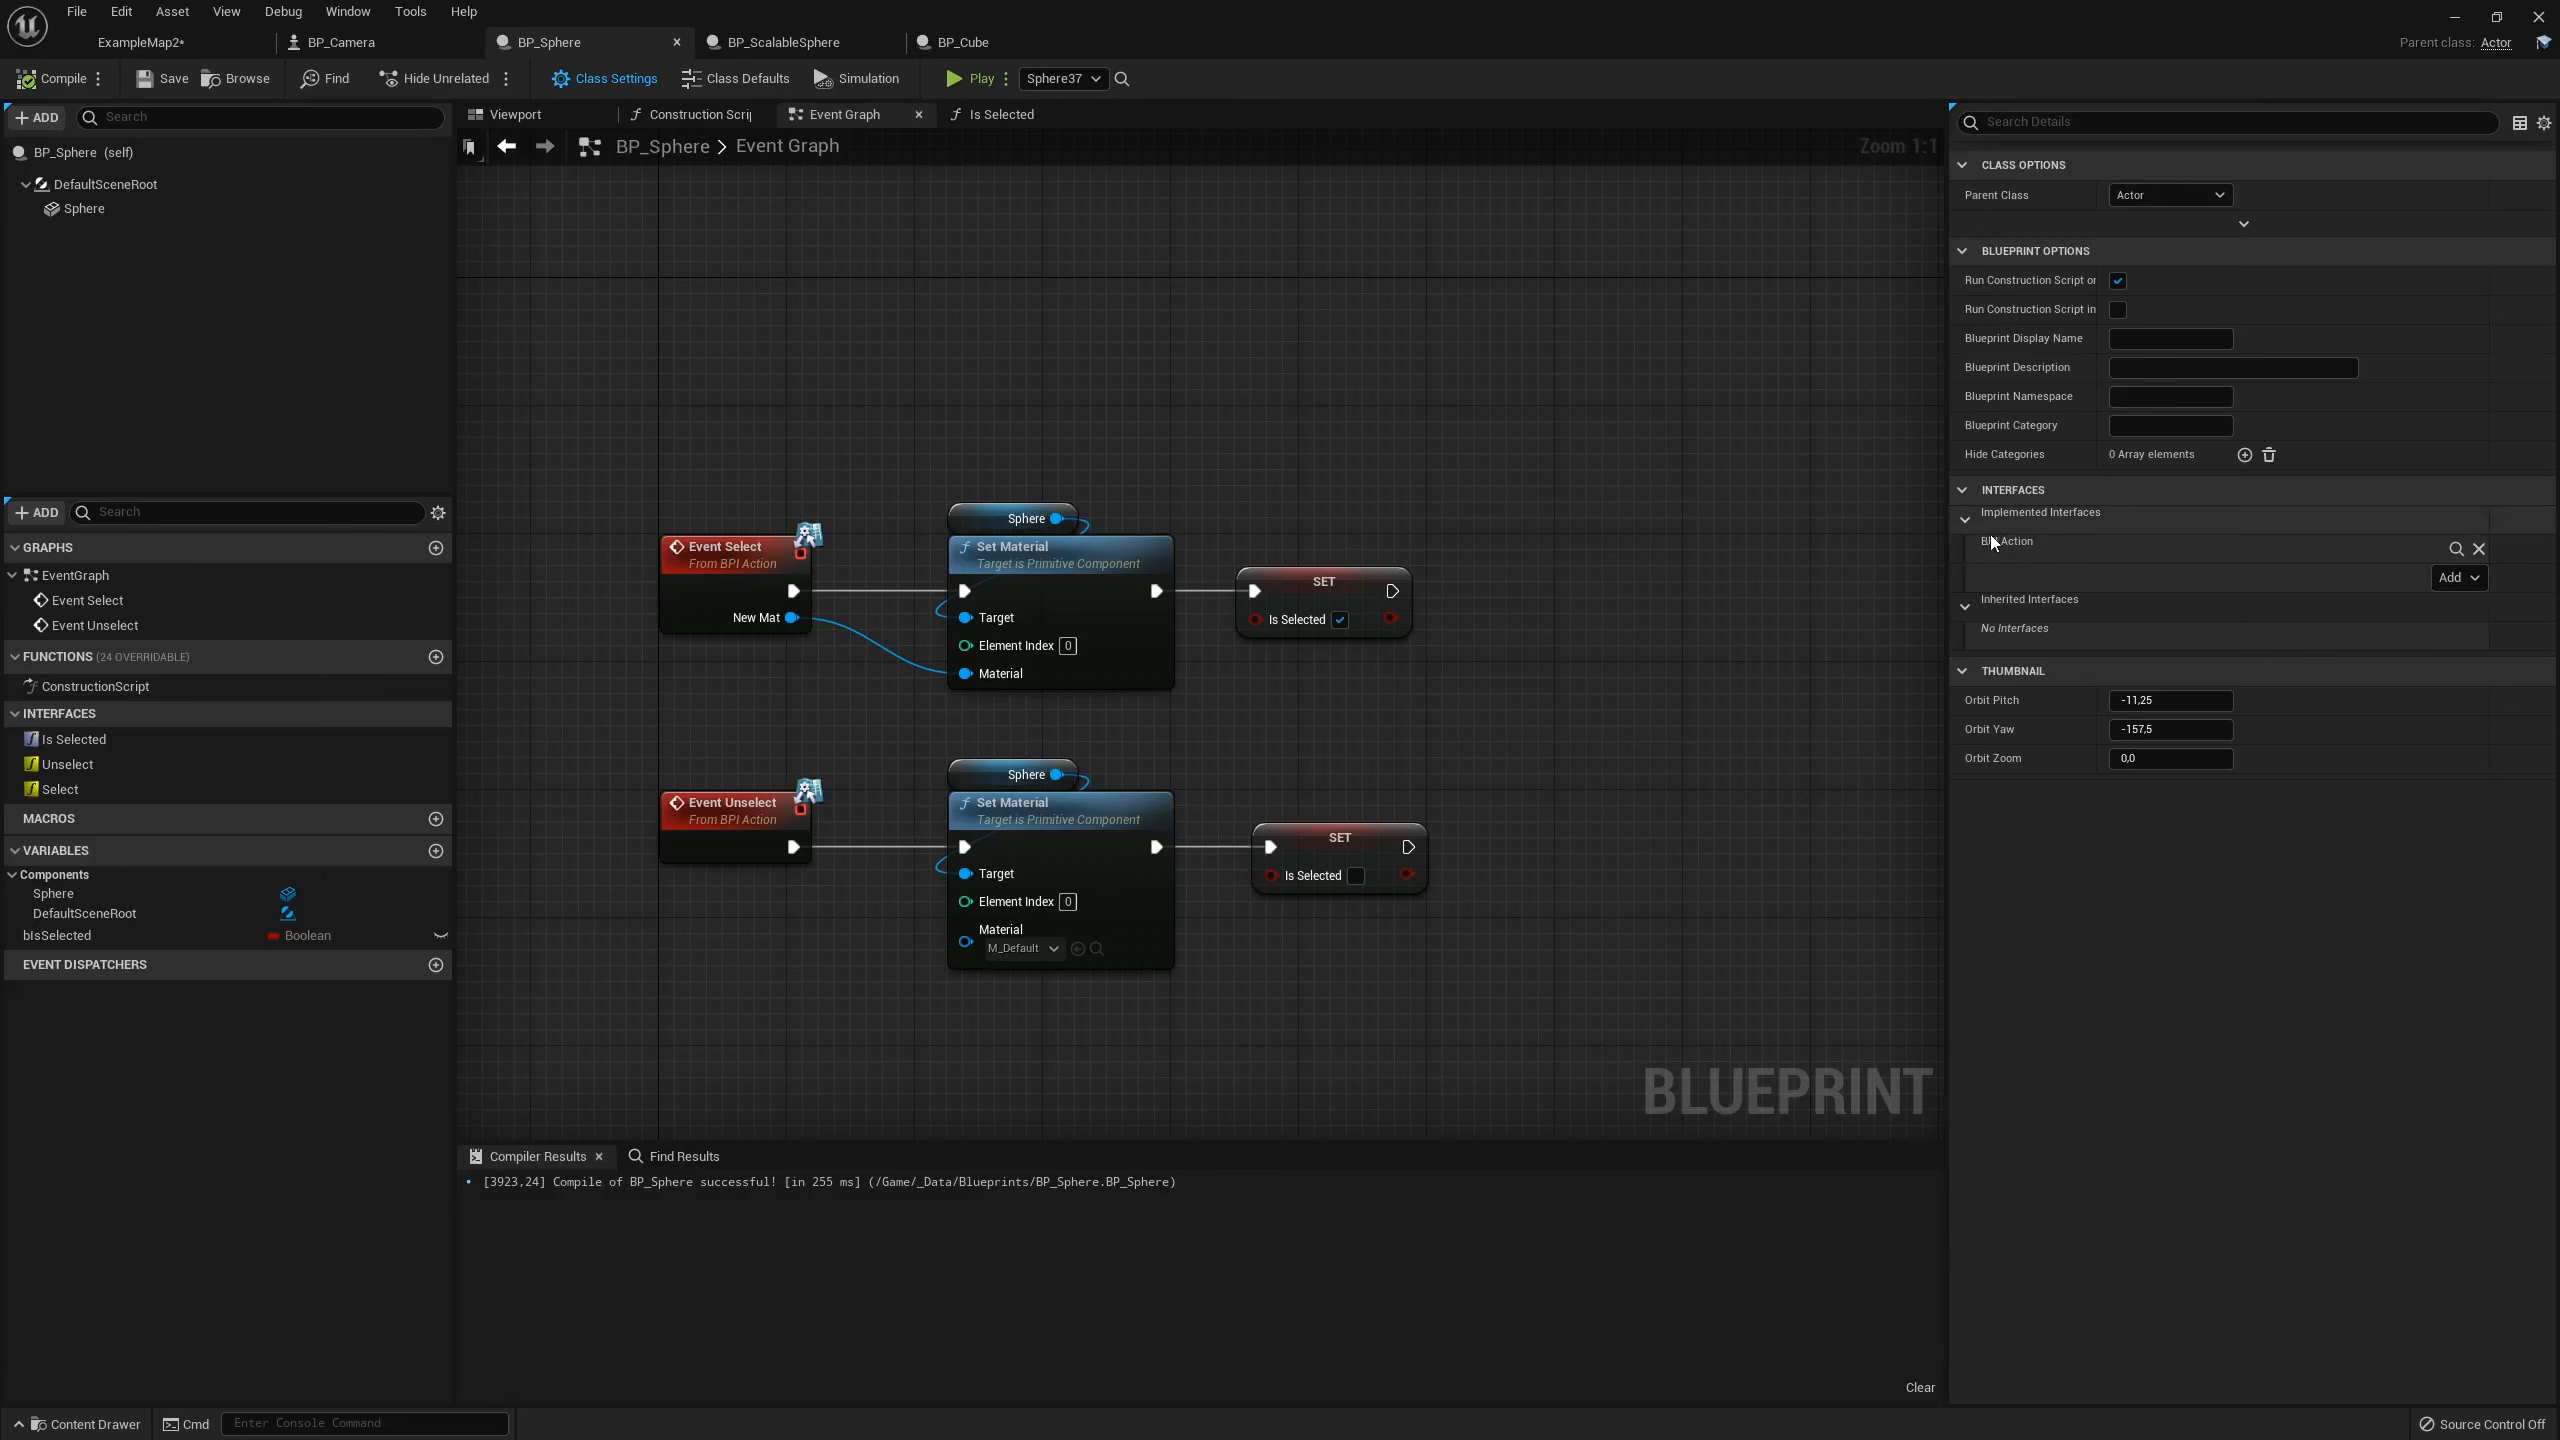 File Edit Debug Asset View Debug Window Tools Help
ExampleMap2* BP_Camera BP_Sphere BP_ScalableSphere BP_Cube
Parent class: Actor
Compile Save Browse Find Hide Unrelated Class Settings Class Defaults Simulation Play Sphere37
+ ADD Search
BP_Sphere (self)
DefaultSceneRoot
Sphere
+ ADD Search
GRAPHS
EventGraph
Event Select
Event Unselect
FUNCTIONS (24 OVERRIDABLE)
ConstructionScript
INTERFACES
Is Selected
Unselect
Select
MACROS
VARIABLES
Components
Sphere
DefaultSceneRoot
bIsSelected Boolean
EVENT DISPATCHERS
Viewport Construction Scrip Event Graph Is Selected
BP_Sphere > Event Graph
Zoom 1:1
Sphere
Event Select
From BPI Action
New Mat
Set Material
Target is Primitive Component
Target
Element Index 0
Material
SET
Is Selected
Sphere
Event Unselect
From BPI Action
Set Material
Target is Primitive Component
Target
Element Index 0
Material
M_Default
SET
Is Selected
BLUEPRINT
Compiler Results Find Results
[3923,24] Compile of BP_Sphere successful! [in 255 ms] (/Game/_Data/Blueprints/BP_Sphere.BP_Sphere)
Clear
Search Details
CLASS OPTIONS
Parent Class Actor
BLUEPRINT OPTIONS
Run Construction Script or
Run Construction Script in
Blueprint Display Name
Blueprint Description
Blueprint Namespace
Blueprint Category
Hide Categories 0 Array elements
INTERFACES
Implemented Interfaces
Action
Add
Inherited Interfaces
No Interfaces
THUMBNAIL
Orbit Pitch -11,25
Orbit Yaw -157,5
Orbit Zoom 0,0
Content Drawer Cmd Enter Console Command
Source Control Off